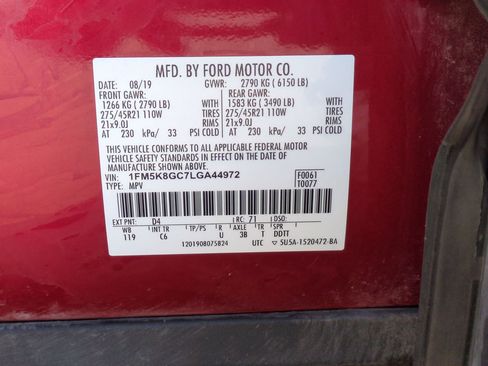 MFD. BY FORD MOTOR CO.
DATE: 08/19 GVWR: 2790 KG ( 6150 LB)
FRONT GAWR: REAR GAWR:
1266 KG ( 2790 LB) WITH 1583 KG ( 3490 LB) WITH
275/45R21 110W TIRES 275/45R21 110W TIRES
21x9.0J RIMS 21x9.0J RIMS
AT 230 kPa/ 33 PSI COLD AT 230 kPa/ 33 PSI COLD
THIS VEHICLE CONFORMS TO ALL APPLICABLE FEDERAL MOTOR
VEHICLE SAFETY AND THEFT PREVENTION STANDARDS IN EFFECT ON THE DATE OF
MANUFACTURE SHOWN ABOVE.
VIN: 1FM5K8GC7LGA44972 F0061
TYPE: MPV T0077
EXT PNT: D4 RC: 71 DSO:
WB INT TR TP/PS R AXLE TR SPR
119 C6 U 3B T DDTT
1201908075824 UTC 5U5A-1520472-BA